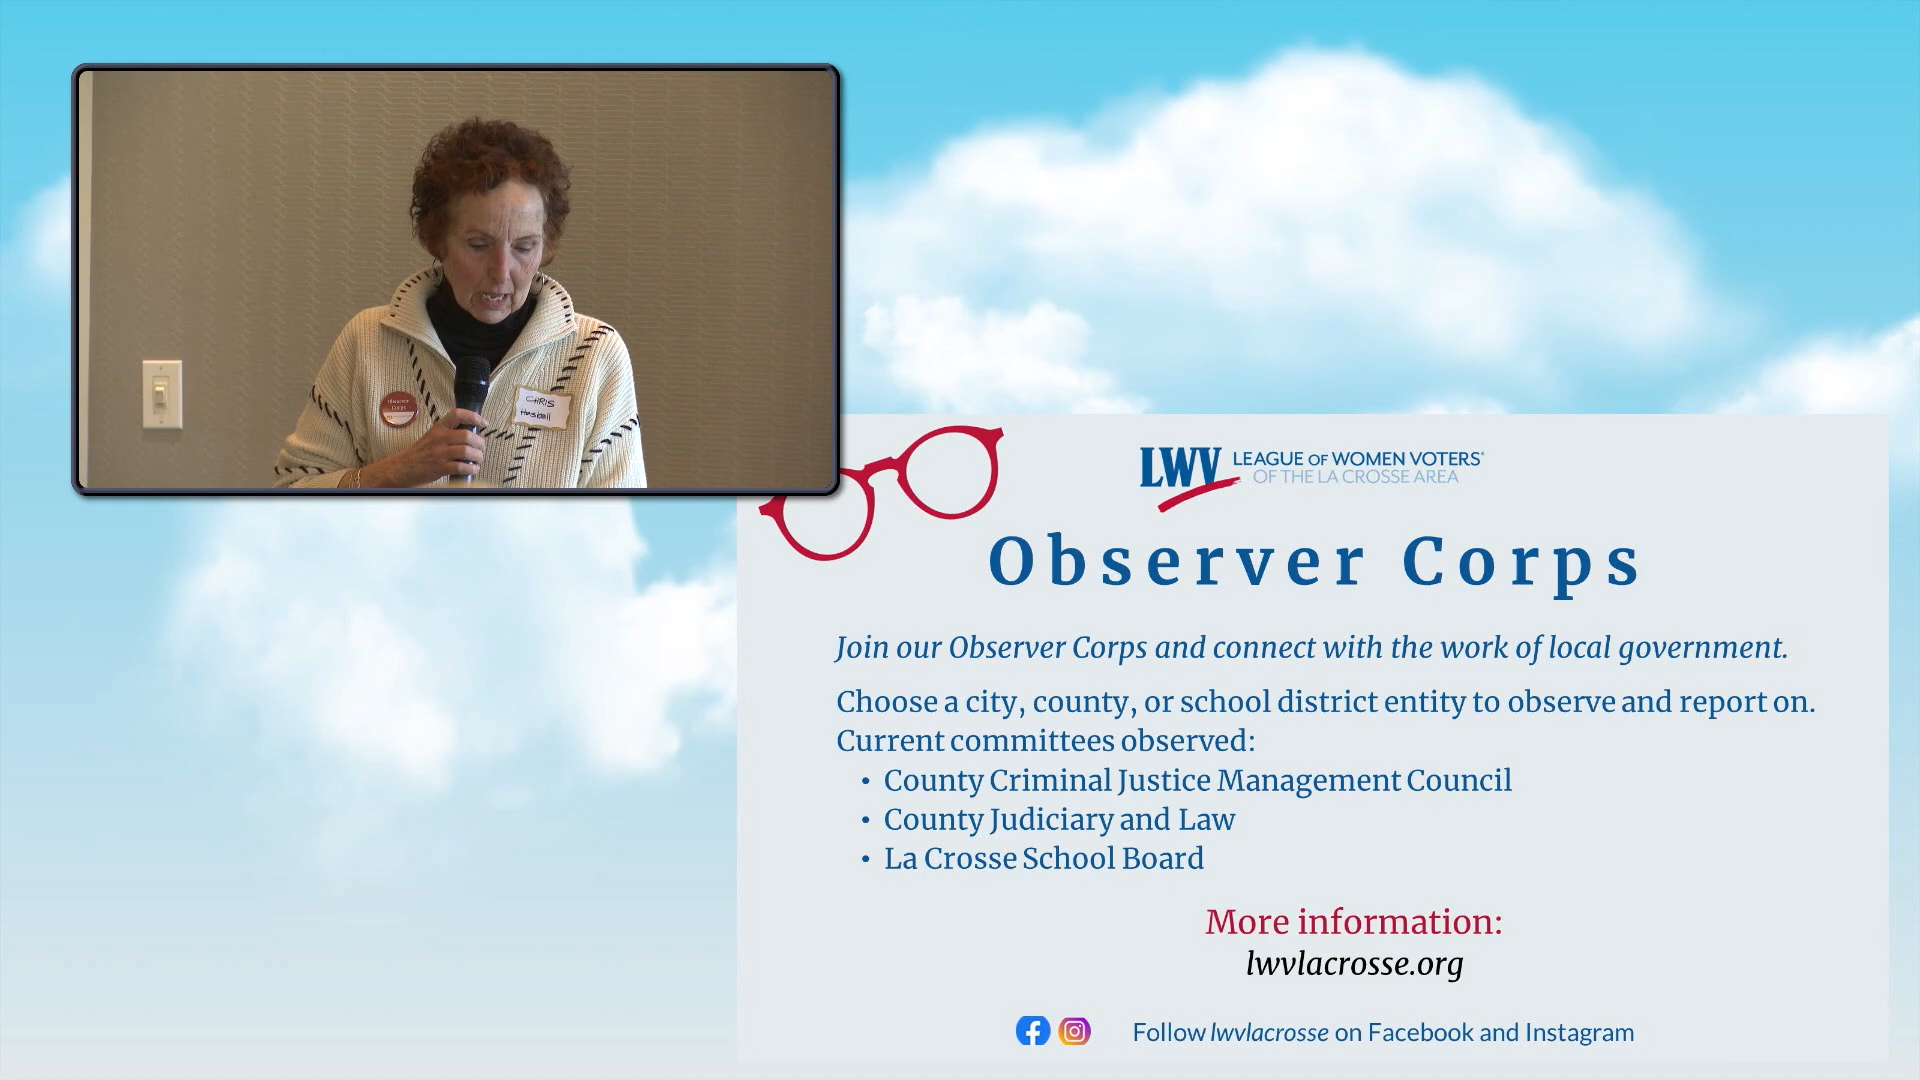 Observer
Corps
CHRIS
Haskell
LWV LEAGUE OF WOMEN VOTERS®
OF THE LA CROSSE AREA
Observer Corps
Join our Observer Corps and connect with the work of local government.
Choose a city, county, or school district entity to observe and report on.
Current committees observed:
• County Criminal Justice Management Council
• County Judiciary and Law
• La Crosse School Board
More information:
lwvlacrosse.org
Follow lwvlacrosse on Facebook and Instagram